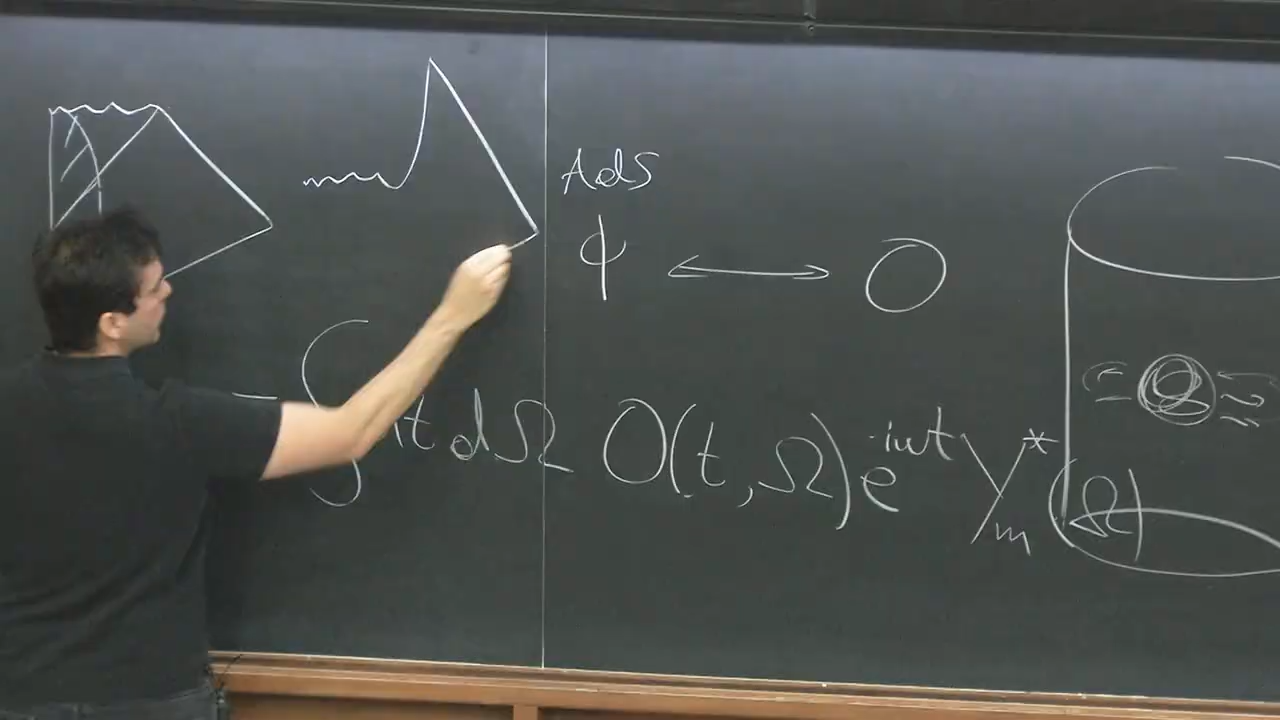 AdS
ϕ ⟷ O
∫ dt dΩ O(t, Ω) e^{-iωt} Y*_m(Ω)